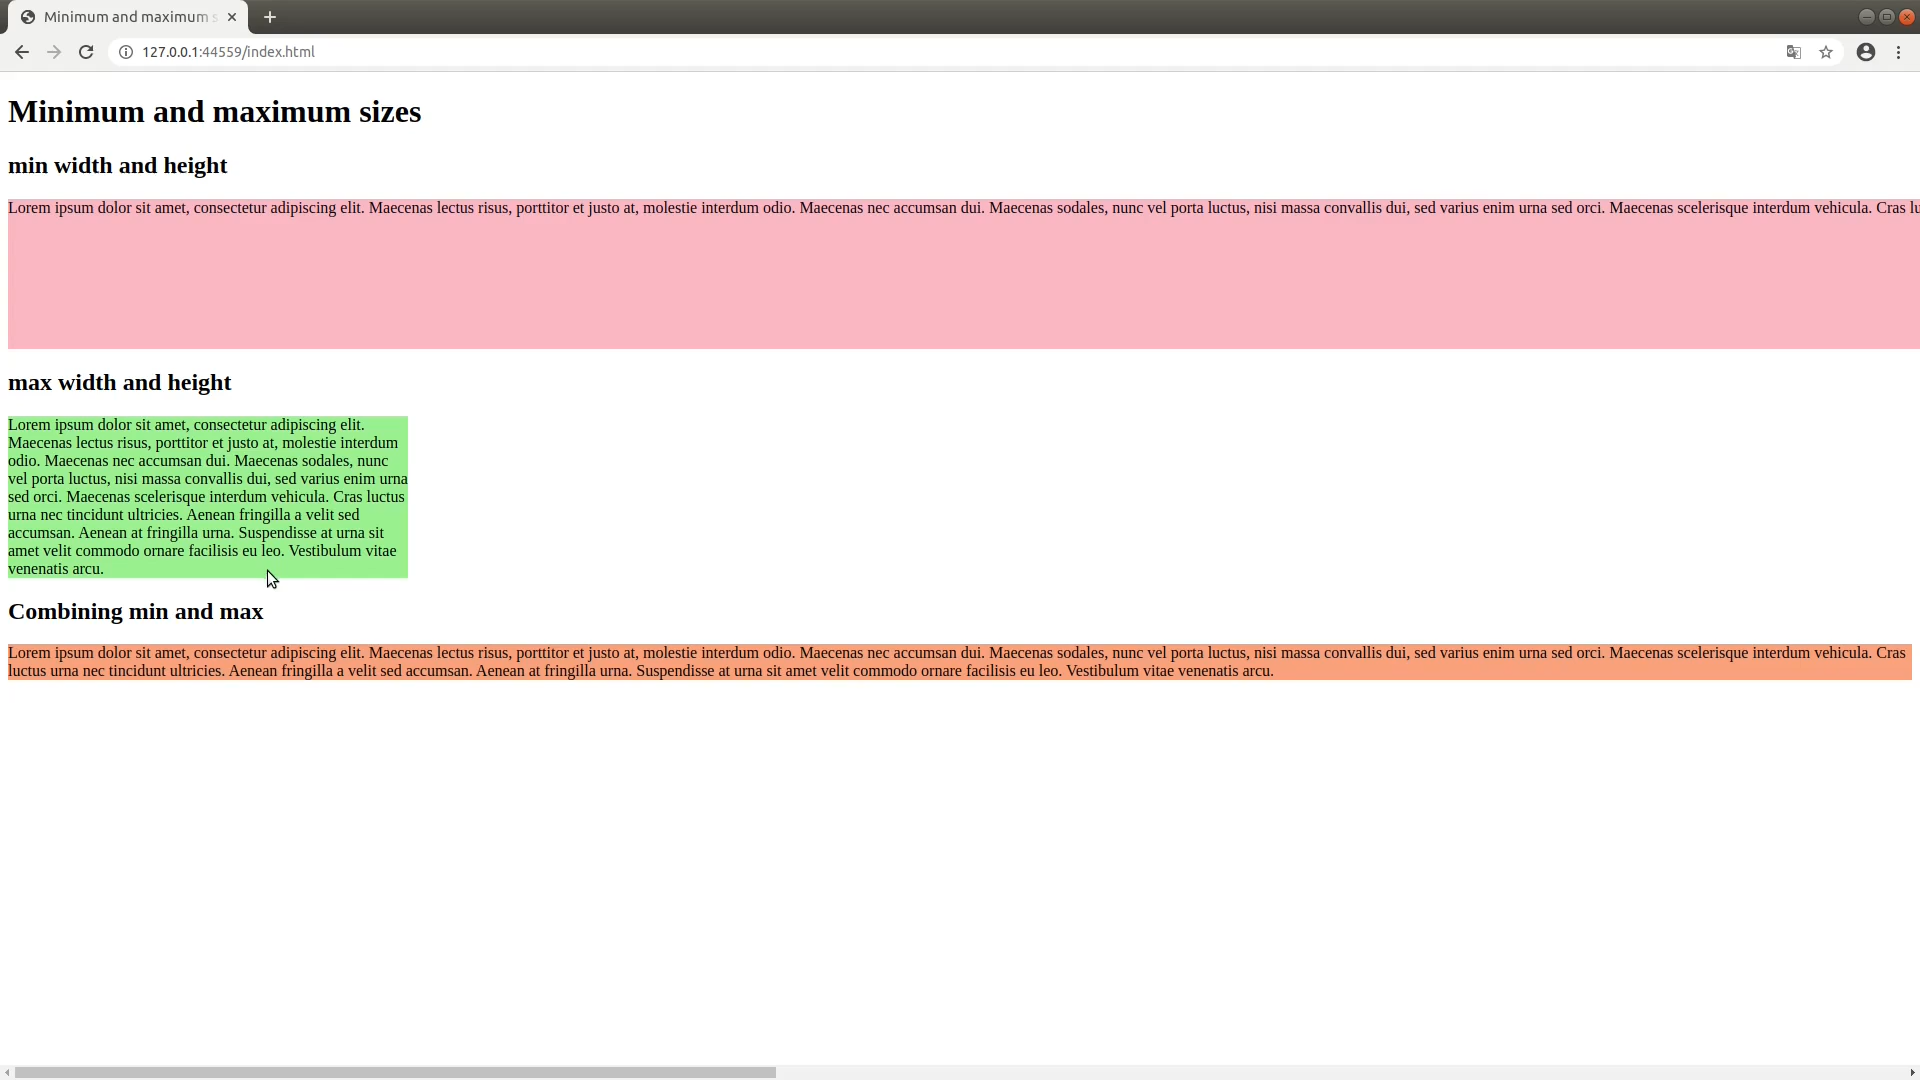 Minimum and maximum s
127.0.0.1:44559/index.html
Minimum and maximum sizes
min width and height
Lorem ipsum dolor sit amet, consectetur adipiscing elit. Maecenas lectus risus, porttitor et justo at, molestie interdum odio. Maecenas nec accumsan dui. Maecenas sodales, nunc vel porta luctus, nisi massa convallis dui, sed varius enim urna sed orci. Maecenas scelerisque interdum vehicula. Cras lu
max width and height
Lorem ipsum dolor sit amet, consectetur adipiscing elit.
Maecenas lectus risus, porttitor et justo at, molestie interdum
odio. Maecenas nec accumsan dui. Maecenas sodales, nunc
vel porta luctus, nisi massa convallis dui, sed varius enim urna
sed orci. Maecenas scelerisque interdum vehicula. Cras luctus
urna nec tincidunt ultricies. Aenean fringilla a velit sed
accumsan. Aenean at fringilla urna. Suspendisse at urna sit
amet velit commodo ornare facilisis eu leo. Vestibulum vitae
venenatis arcu.
Combining min and max
Lorem ipsum dolor sit amet, consectetur adipiscing elit. Maecenas lectus risus, porttitor et justo at, molestie interdum odio. Maecenas nec accumsan dui. Maecenas sodales, nunc vel porta luctus, nisi massa convallis dui, sed varius enim urna sed orci. Maecenas scelerisque interdum vehicula. Cras
luctus urna nec tincidunt ultricies. Aenean fringilla a velit sed accumsan. Aenean at fringilla urna. Suspendisse at urna sit amet velit commodo ornare facilisis eu leo. Vestibulum vitae venenatis arcu.